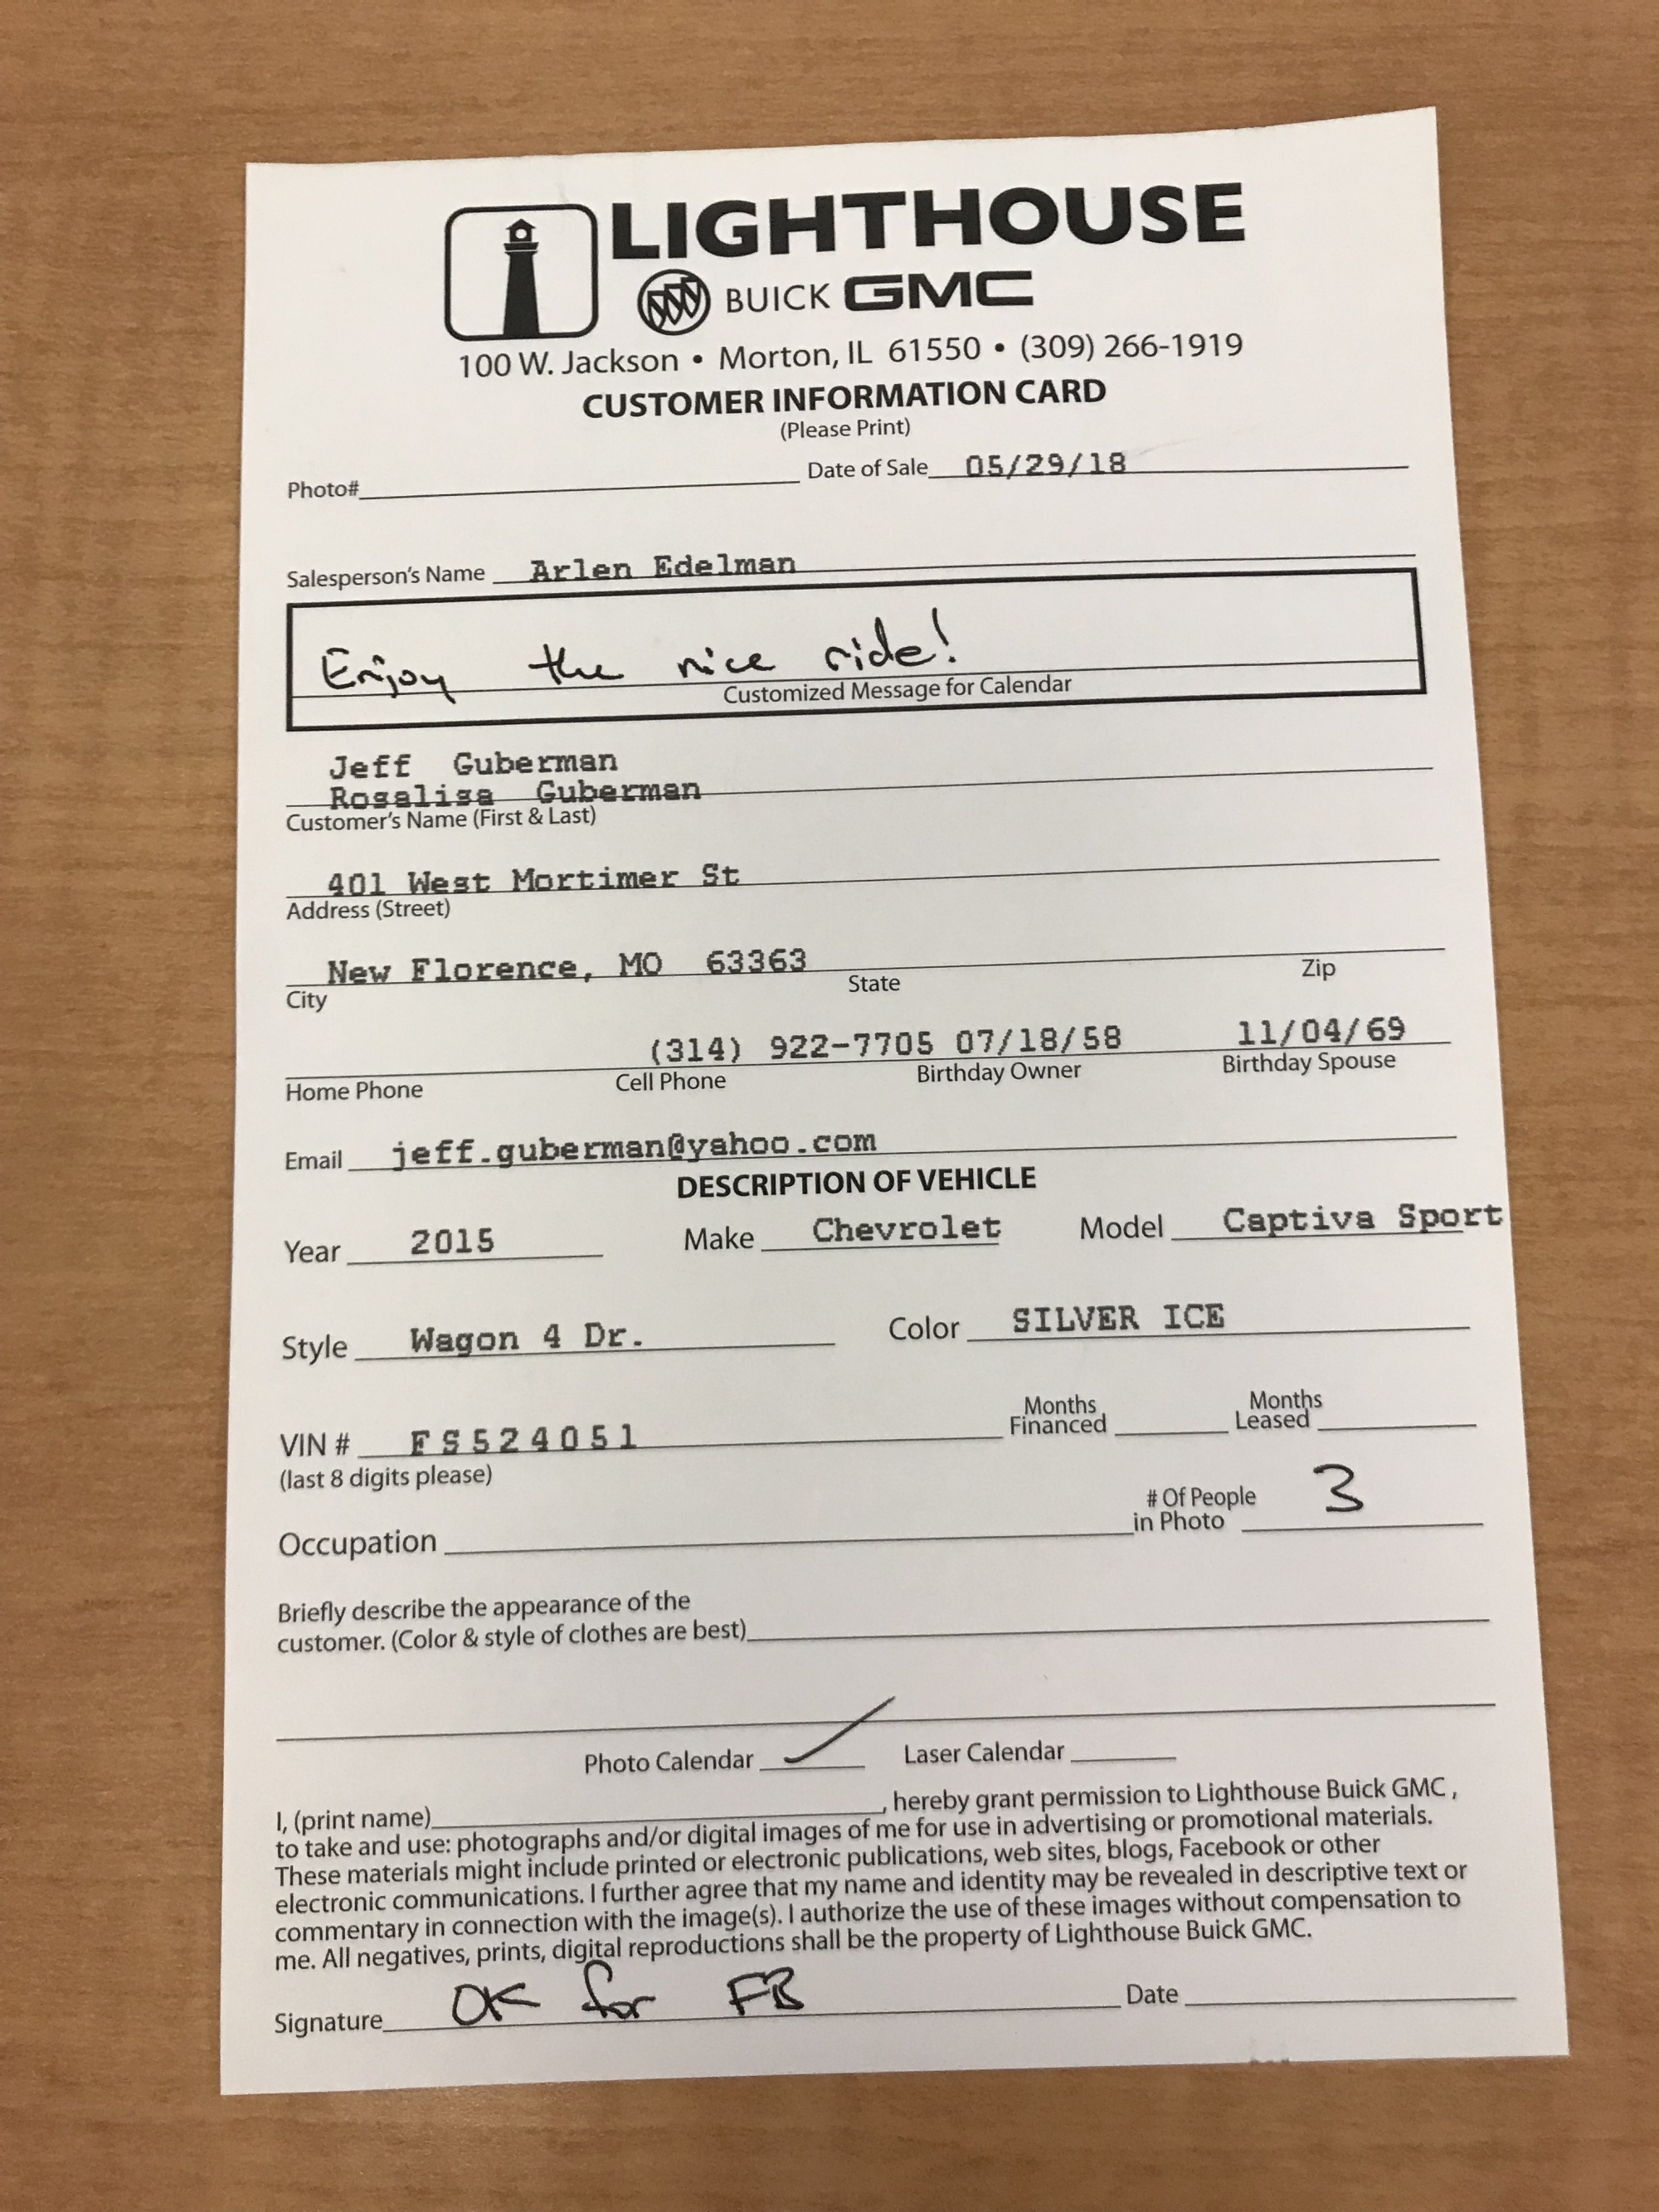 LIGHTHOUSE
BUICK GMC
100 W. Jackson • Morton, IL 61550 • (309) 266-1919
CUSTOMER INFORMATION CARD
(Please Print)
Photo# Date of Sale 05/29/18
Salesperson's Name Arlen Edelman
Enjoy the nice ride!
Customized Message for Calendar
Jeff Guberman
Rosalisa Guberman
Customer's Name (First & Last)
401 West Mortimer St
Address (Street)
New Florence, MO 63363
City State Zip
(314) 922-7705 07/18/58 11/04/69
Home Phone Cell Phone Birthday Owner Birthday Spouse
Email jeff.guberman@yahoo.com
DESCRIPTION OF VEHICLE
Year 2015 Make Chevrolet Model Captiva Sport
Style Wagon 4 Dr. Color SILVER ICE
Months Months
VIN # FS524051 Financed Leased
(last 8 digits please)
# Of People 3
Occupation in Photo
Briefly describe the appearance of the
customer. (Color & style of clothes are best)
Photo Calendar Laser Calendar
I, (print name) , hereby grant permission to Lighthouse Buick GMC ,
to take and use: photographs and/or digital images of me for use in advertising or promotional materials.
These materials might include printed or electronic publications, web sites, blogs, Facebook or other
electronic communications. I further agree that my name and identity may be revealed in descriptive text or
commentary in connection with the image(s). I authorize the use of these images without compensation to
me. All negatives, prints, digital reproductions shall be the property of Lighthouse Buick GMC.
Signature OK for FB Date